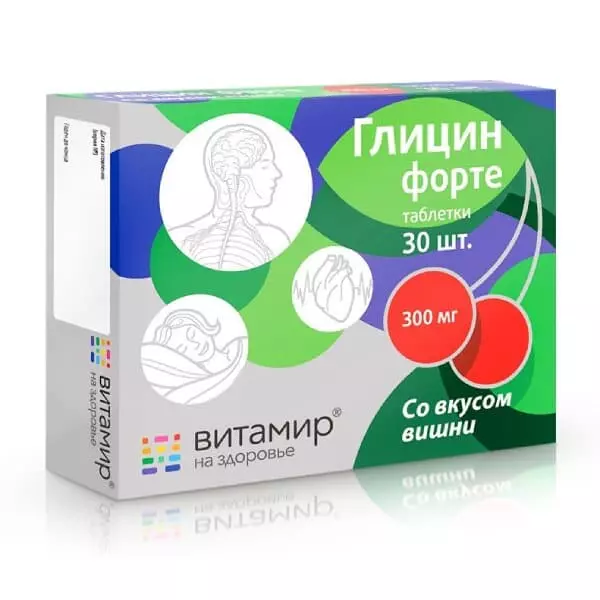 Глицин
форте
таблетки
30 шт.
300 мг
Со вкусом
вишни
ВИТАМИР®
на здоровье
ВИТАМИР®
на здоровье